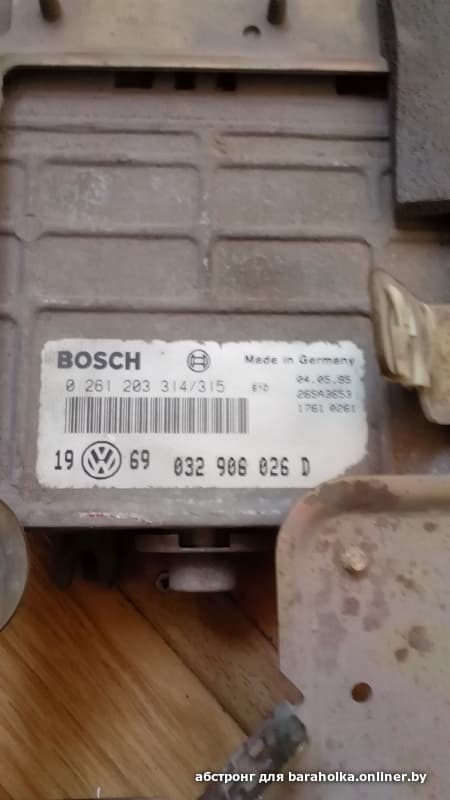 BOSCH Made in Germany
0 261 203 314/315 04.05.95
26SA3653
1761 0261
19 69 032 906 026 D
абстронг для baraholka.onliner.by